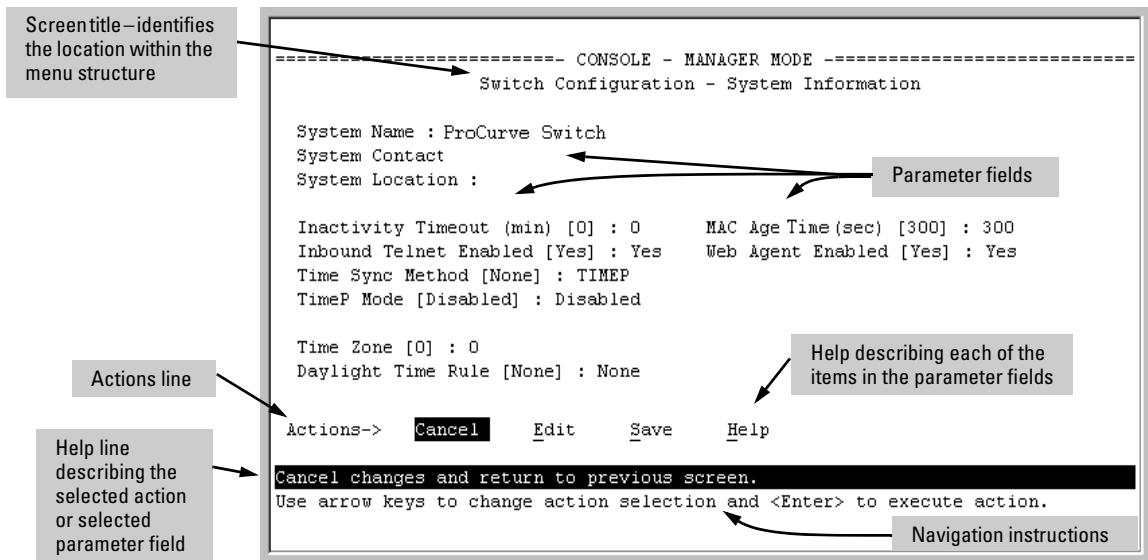 Screen title – identifies
the location within the
menu structure
===========================- CONSOLE - MANAGER MODE -============================
Switch Configuration - System Information
System Name : ProCurve Switch
System Contact
System Location :
Parameter fields
Inactivity Timeout (min) [0] : 0 MAC Age Time (sec) [300] : 300
Inbound Telnet Enabled [Yes] : Yes Web Agent Enabled [Yes] : Yes
Time Sync Method [None] : TIMEP
TimeP Mode [Disabled] : Disabled
Time Zone [0] : 0
Daylight Time Rule [None] : None
Help describing each of the
items in the parameter fields
Actions line
Actions-> Cancel Edit Save Help
Help line
describing the
selected action
or selected
parameter field
Cancel changes and return to previous screen.
Use arrow keys to change action selection and <Enter> to execute action.
Navigation instructions